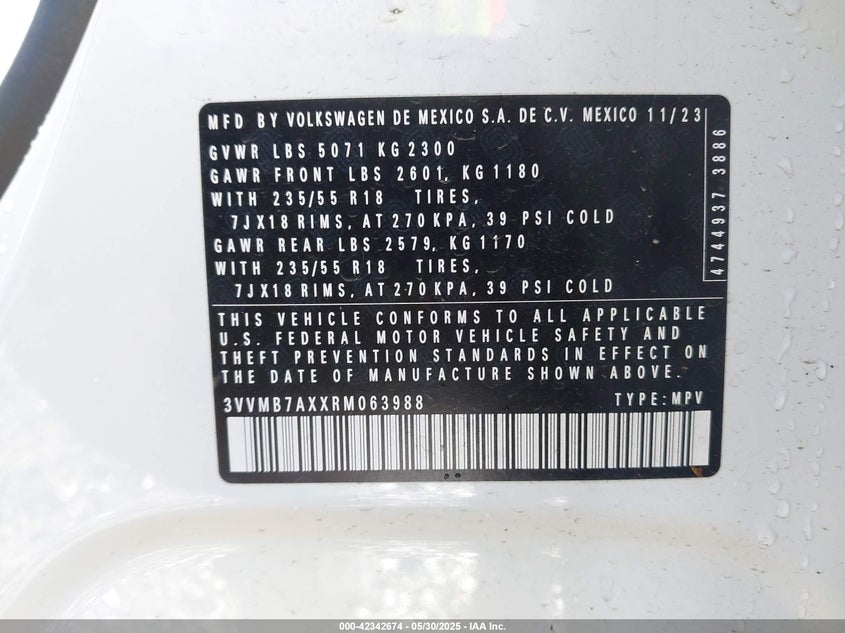 MFD BY VOLKSWAGEN DE MEXICO S.A. DE C.V. MEXICO 11/23
GVWR LBS 5071 KG 2300
GAWR FRONT LBS 2601, KG 1180
WITH 235/55 R18 TIRES,
7JX18 RIMS, AT 270 KPA, 39 PSI COLD
GAWR REAR LBS 2579, KG 1170
WITH 235/55 R18 TIRES,
7JX18 RIMS, AT 270 KPA, 39 PSI COLD
4744937 3886
THIS VEHICLE CONFORMS TO ALL APPLICABLE
U.S. FEDERAL MOTOR VEHICLE SAFETY AND
THEFT PREVENTION STANDARDS IN EFFECT ON
THE DATE OF MANUFACTURE SHOWN ABOVE.
3VVMB7AXXRM063988 TYPE: MPV
000-42342674 — 05/30/2025 — IAA Inc.